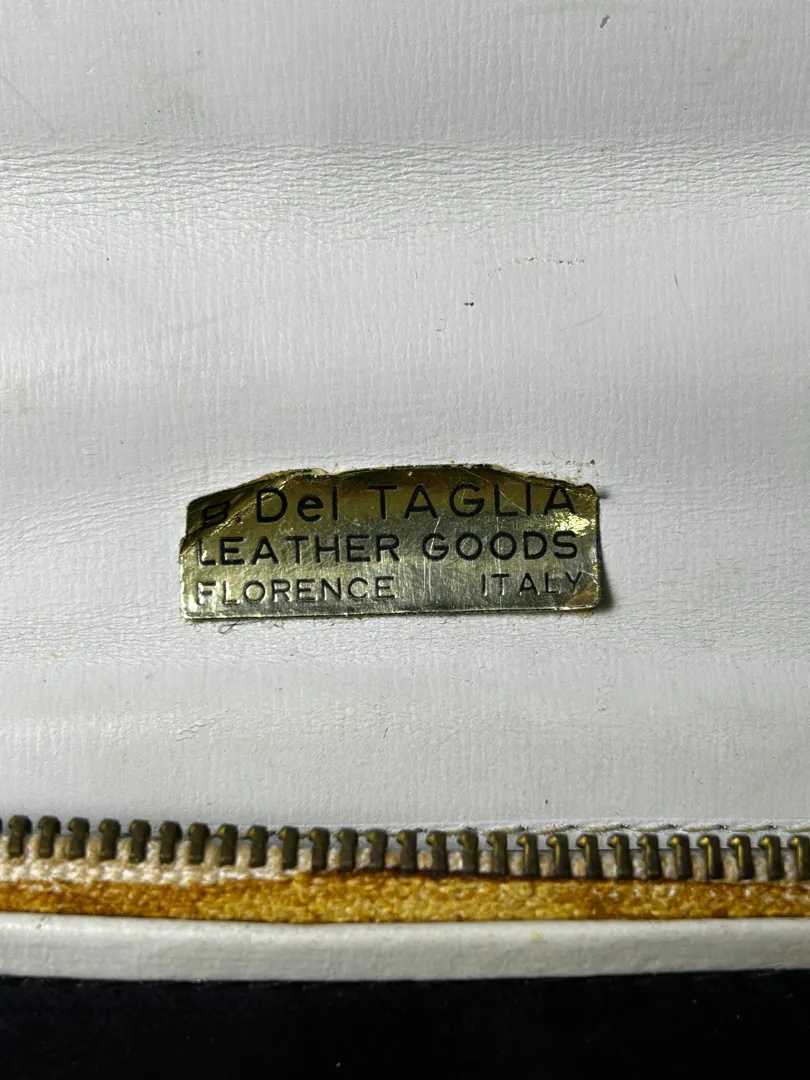 B. Del TAGLIA
LEATHER GOODS
FLORENCE ITALY